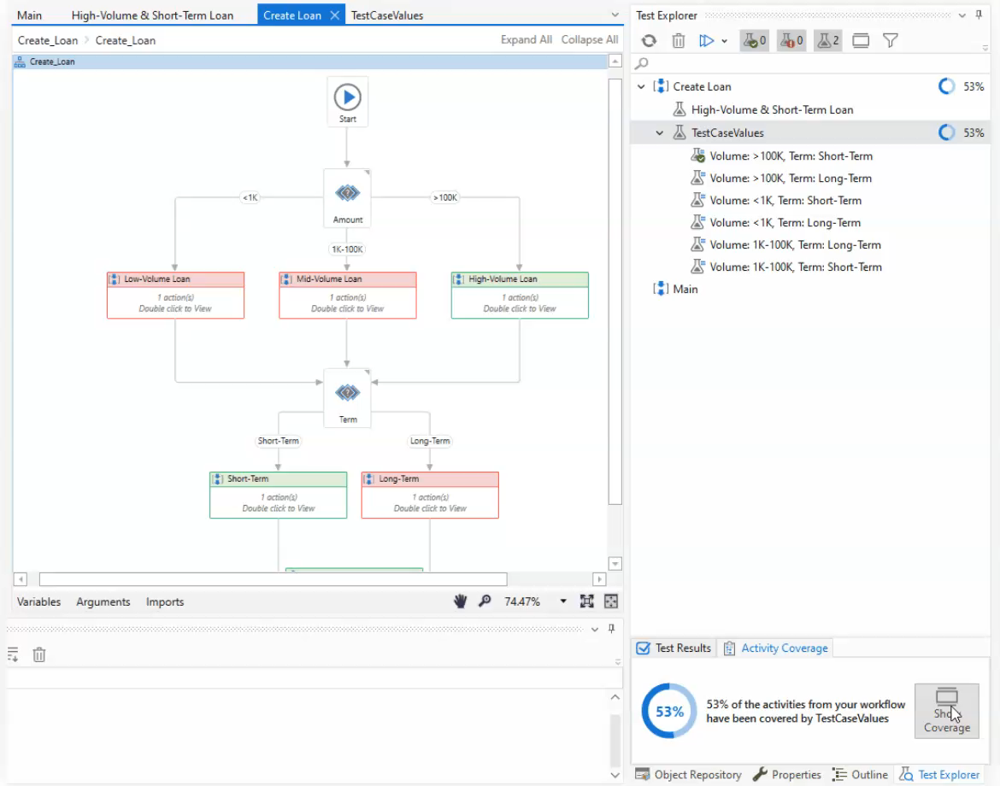 Main
High-Volume & Short-Term Loan
Create Loan
TestCaseValues
Create_Loan
Create_Loan
Expand All
Collapse All
Create_Loan
Start
<1K
>100K
Amount
1K-100K
Low-Volume Loan
1 action(s)
Double click to View
Mid-Volume Loan
1 action(s)
Double click to View
High-Volume Loan
1 action(s)
Double click to View
Term
Short-Term
Long-Term
Short-Term
1 action(s)
Double click to View
Long-Term
1 action(s)
Double click to View
Variables
Arguments
Imports
74.47%
Test Explorer
0
0
2
Create Loan
53%
High-Volume & Short-Term Loan
TestCaseValues
53%
Volume: >100K, Term: Short-Term
Volume: >100K, Term: Long-Term
Volume: <1K, Term: Short-Term
Volume: <1K, Term: Long-Term
Volume: 1K-100K, Term: Long-Term
Volume: 1K-100K, Term: Short-Term
Main
Test Results
Activity Coverage
53%
53% of the activities from your workflow
have been covered by TestCaseValues
Show
Coverage
Object Repository
Properties
Outline
Test Explorer